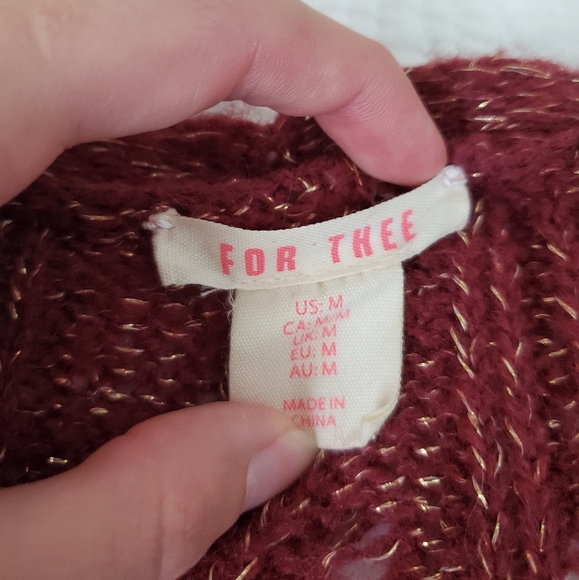 FOR THEE
US: M
CA: M/M
UK: M
EU: M
AU: M
MADE IN
CHINA